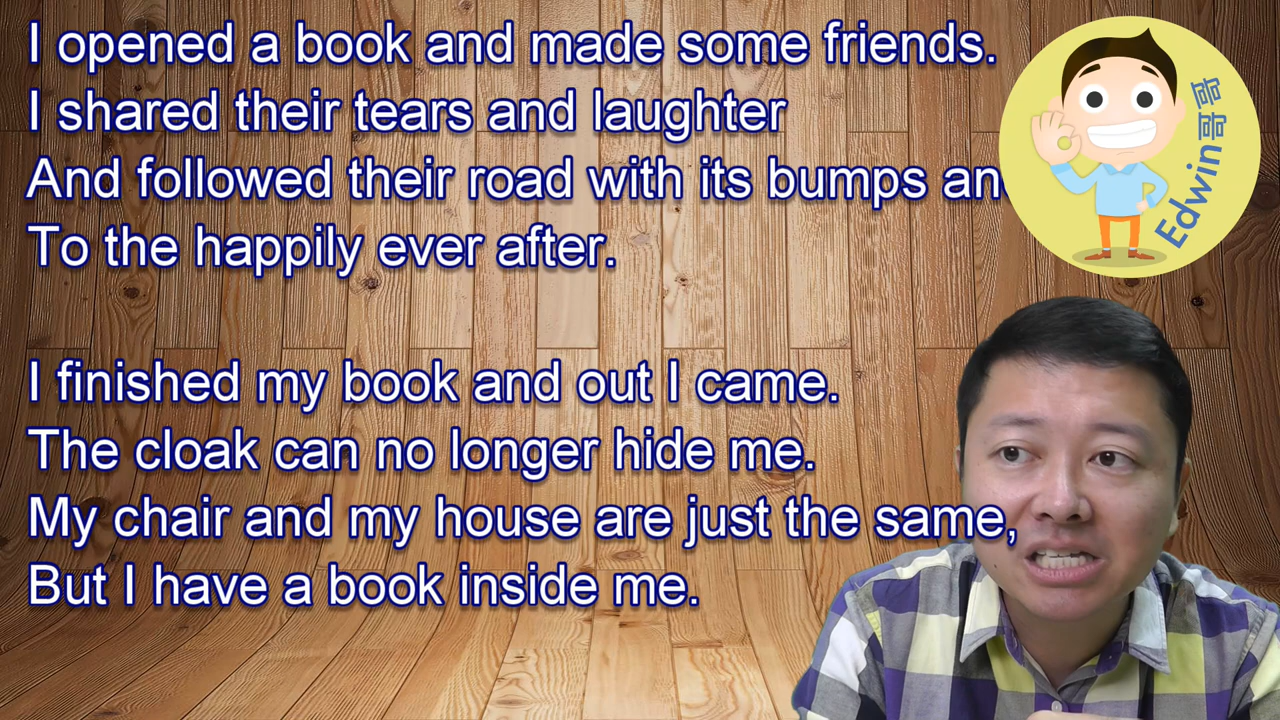 I opened a book and made some friends.
I shared their tears and laughter
And followed their road with its bumps
To the happily ever after.
I finished my book and out I came.
The cloak can no longer hide me.
My chair and my house are just the same,
But I have a book inside me.
Edwin哥哥